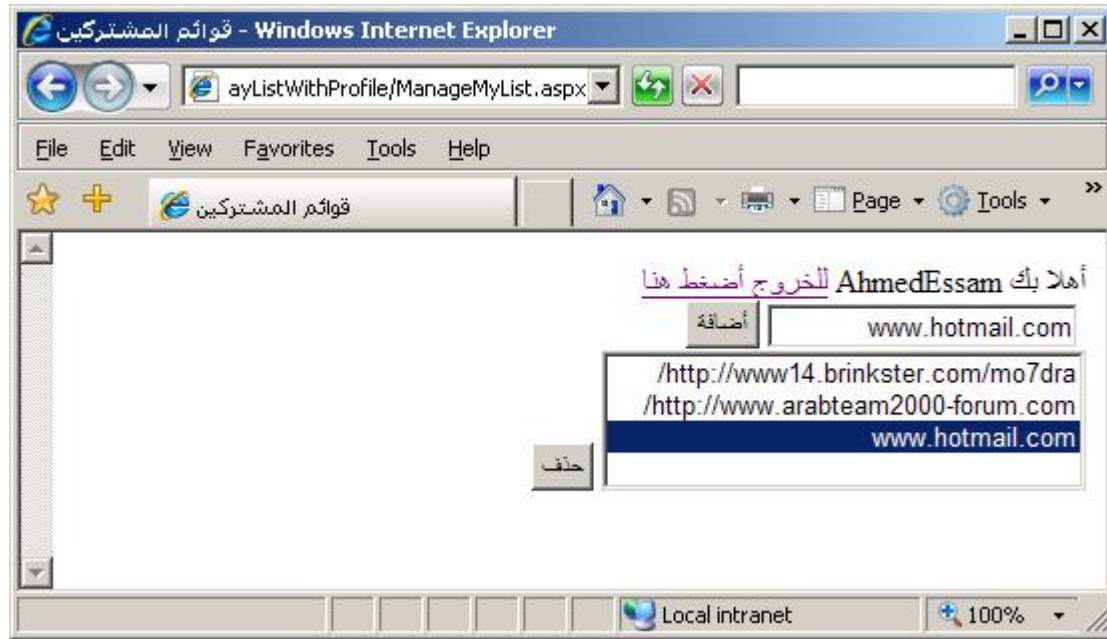 قوائم المشتركين - Windows Internet Explorer
ayListWithProfile/ManageMyList.aspx
File Edit View Favorites Tools Help
قوائم المشتركين
Page Tools »
أهلا بك AhmedEssam للخروج أضغط هنا
www.hotmail.com أضافة
/http://www14.brinkster.com/mo7dra
/http://www.arabteam2000-forum.com
www.hotmail.com
حذف
Local intranet 100%